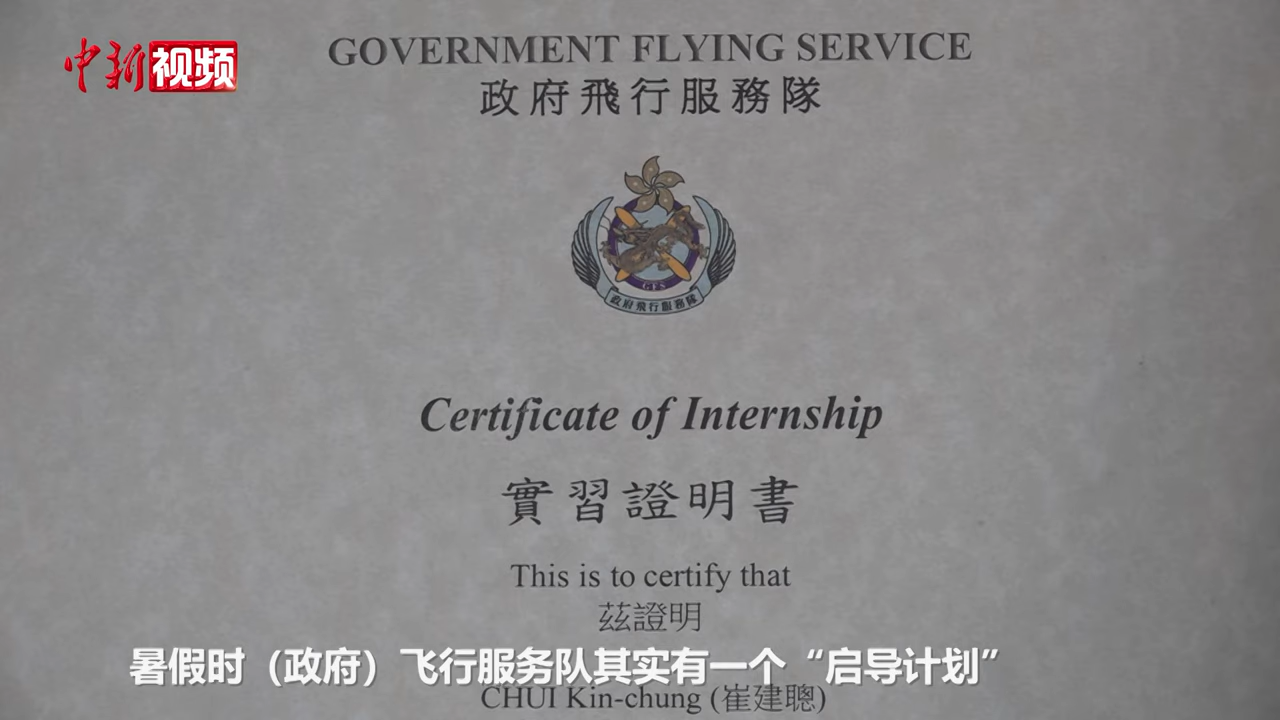 中新视频
GOVERNMENT FLYING SERVICE
政府飛行服務隊
GFS
政府飛行服務隊
Certificate of Internship
實習證明書
This is to certify that
茲證明
暑假时（政府）飞行服务队其实有一个“启导计划”
CHUI Kin-chung (崔建聰)